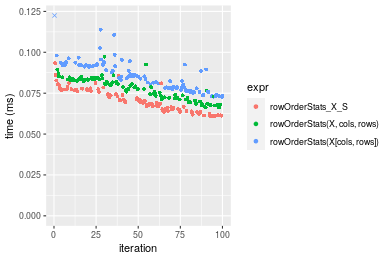 0.125
0.100
0.075
0.050
0.025
0.000
time (ms)
0
25
50
75
100
iteration
expr
rowOrderStats_X_S
rowOrderStats(X, cols, rows)
rowOrderStats(X[cols, rows])